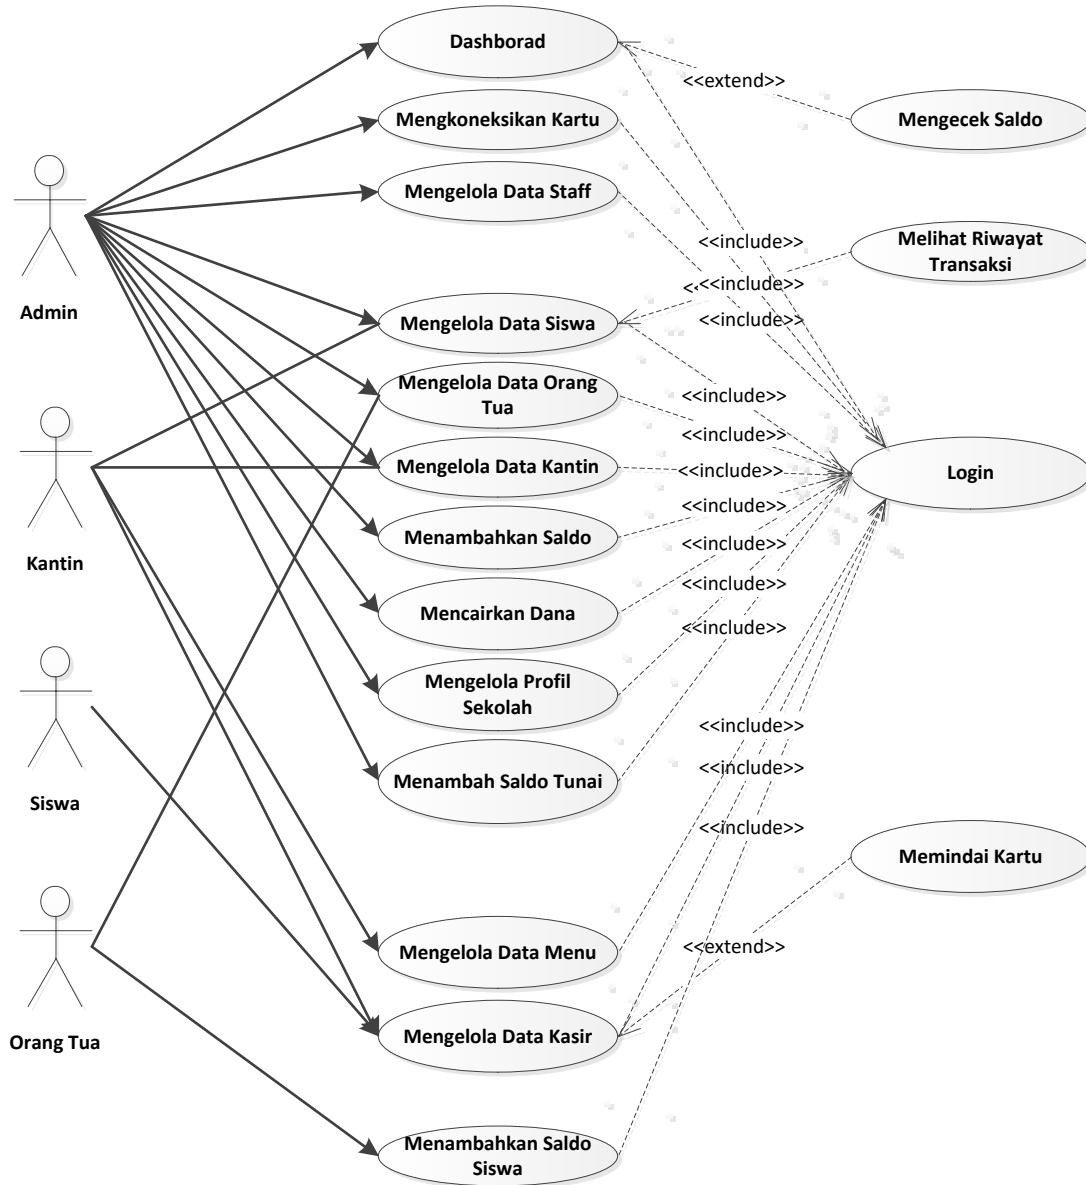 Dashborad
<<extend>>
Mengkoneksikan Kartu
Mengecek Saldo
Mengelola Data Staff
Admin
<<include>>
Melihat Riwayat
Transaksi
<<include>>
<<include>>
Mengelola Data Siswa
Mengelola Data Orang
Tua
<<include>>
<<include>>
Mengelola Data Kantin
<<include>>
Login
Kantin
<<include>>
Menambahkan Saldo
<<include>>
<<include>>
Mencairkan Dana
<<include>>
Mengelola Profil
Sekolah
Siswa
<<include>>
Menambah Saldo Tunai
<<include>>
<<include>>
Memindai Kartu
Mengelola Data Menu
<<extend>>
Mengelola Data Kasir
Orang Tua
Menambahkan Saldo
Siswa